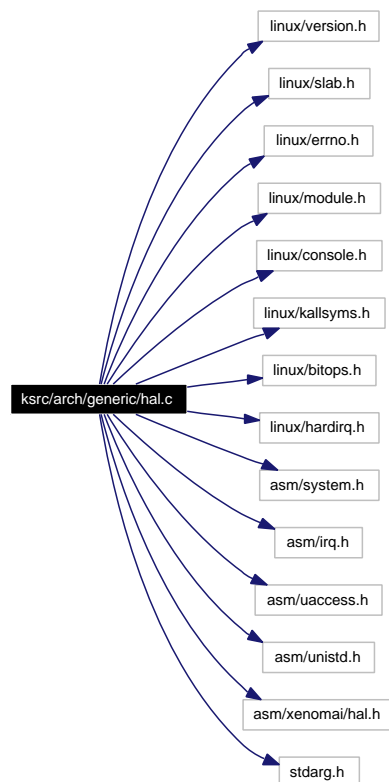 linux/version.h
linux/slab.h
linux/errno.h
linux/module.h
linux/console.h
linux/kallsyms.h
linux/bitops.h
ksrc/arch/generic/hal.c
linux/hardirq.h
asm/system.h
asm/irq.h
asm/uaccess.h
asm/unistd.h
asm/xenomai/hal.h
stdarg.h